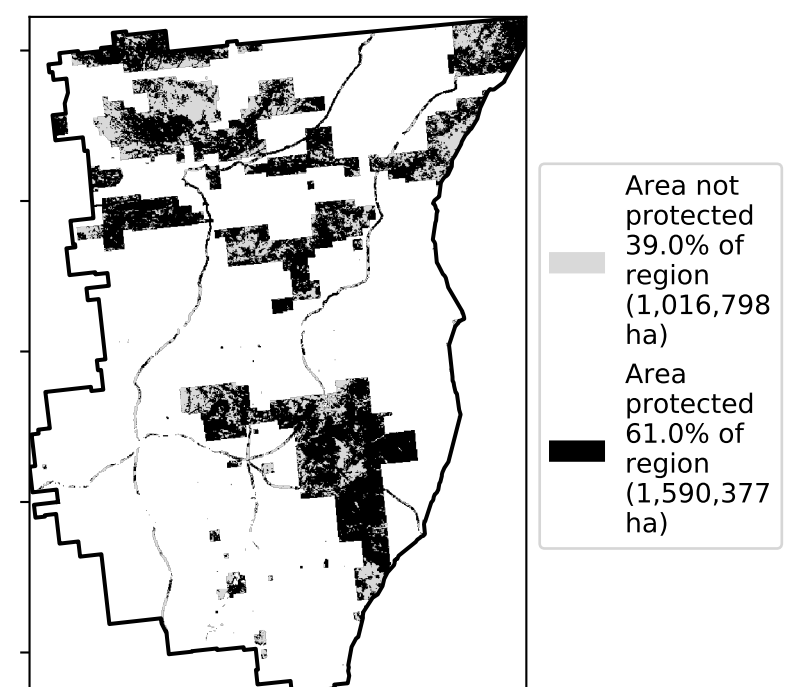 Area not
protected
39.0% of
region
(1,016,798
ha)
Area
protected
61.0% of
region
(1,590,377
ha)